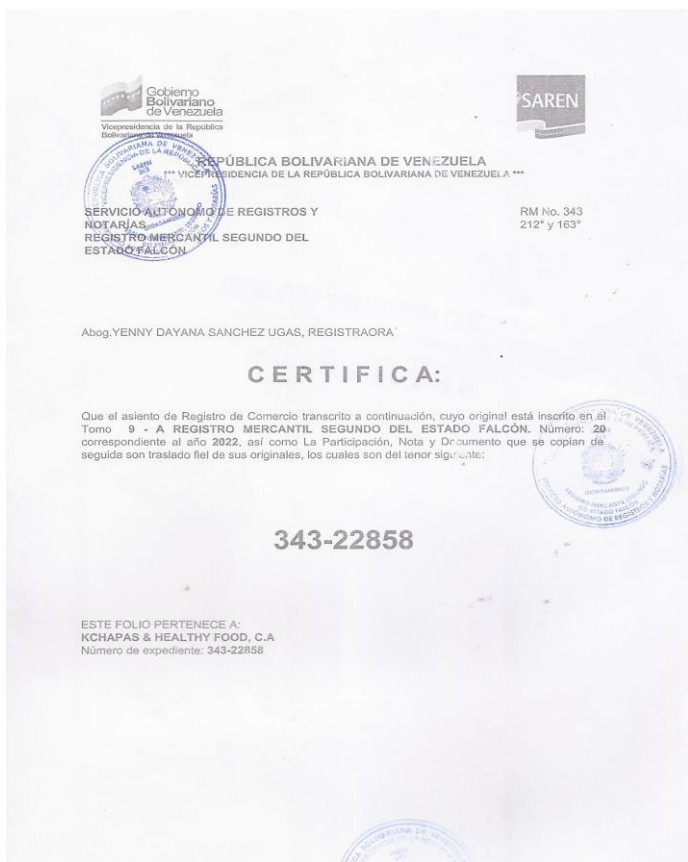 Gobierno
Bolivariano
de Venezuela
Vicepresidencia de la República
Bolivariana de Venezuela
SAREN
REPÚBLICA BOLIVARIANA DE VENEZUELA
*** VICEPRESIDENCIA DE LA REPÚBLICA BOLIVARIANA DE VENEZUELA ***
SERVICIO AUTÓNOMO DE REGISTROS Y
NOTARÍAS.
REGISTRO MERCANTIL SEGUNDO DEL
ESTADO FALCÓN
RM No. 343
212° y 163°
Abog.YENNY DAYANA SANCHEZ UGAS, REGISTRAORA
CERTIFICA:
Que el asiento de Registro de Comercio transcrito a continuación, cuyo original está inscrito en el
Tomo 9 - A REGISTRO MERCANTIL SEGUNDO DEL ESTADO FALCÓN. Número: 20
correspondiente al año 2022, así como La Participación, Nota y Documento que se copian de
seguida son traslado fiel de sus originales, los cuales son del tenor siguiente:
343-22858
ESTE FOLIO PERTENECE A:
KCHAPAS & HEALTHY FOOD, C.A
Número de expediente: 343-22858